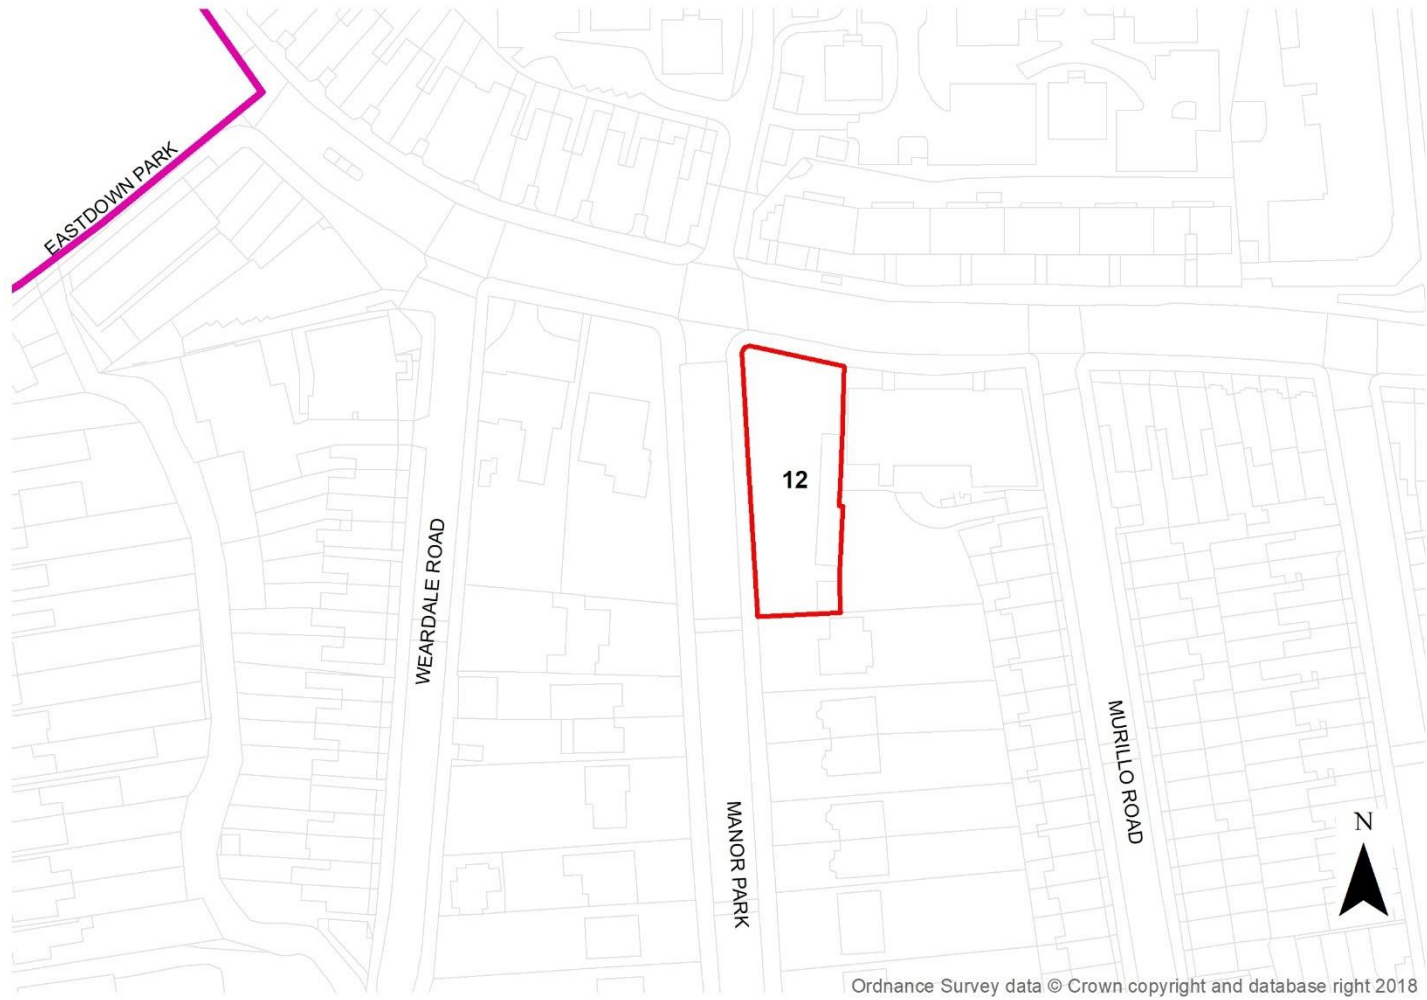 EASTDOWN PARK
12
WEARDALE ROAD
MURILLO ROAD
MANOR PARK
N
Ordnance Survey data © Crown copyright and database right 2018